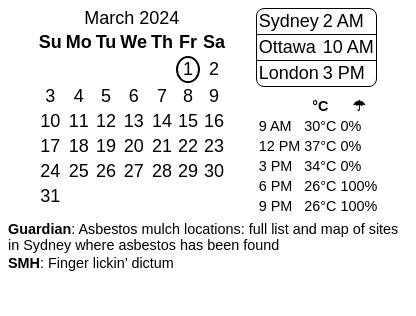 March 2024
Su Mo Tu We Th Fr Sa
1 2
3 4 5 6 7 8 9
10 11 12 13 14 15 16
17 18 19 20 21 22 23
24 25 26 27 28 29 30
31
Sydney 2 AM
Ottawa 10 AM
London 3 PM
°C ☂
9 AM 30°C 0%
12 PM 37°C 0%
3 PM 34°C 0%
6 PM 26°C 100%
9 PM 26°C 100%
Guardian: Asbestos mulch locations: full list and map of sites
in Sydney where asbestos has been found
SMH: Finger lickin’ dictum